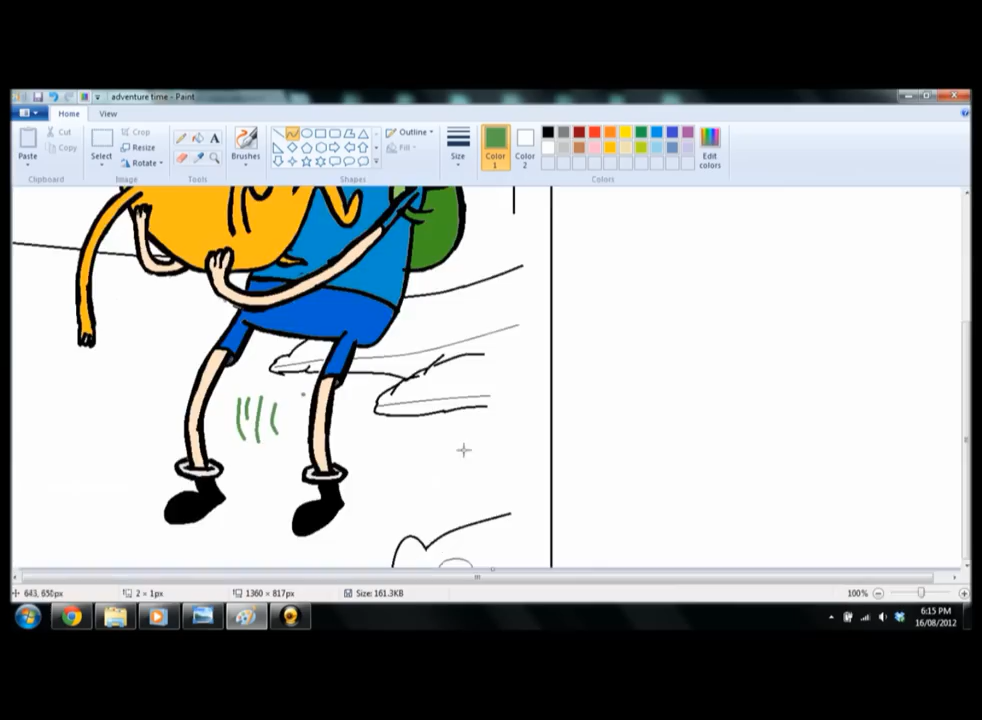 adventure time - Paint
Home View
Paste
Cut
Copy
Clipboard
Select
Crop
Resize
Rotate
Image
A
Tools
Brushes
Outline
Fill
Shapes
Size
Color 1
Color 2
Edit colors
Colors
2 × 1px
1360 × 817px
Size: 161.3KB
100%
6:15 PM
16/08/2012